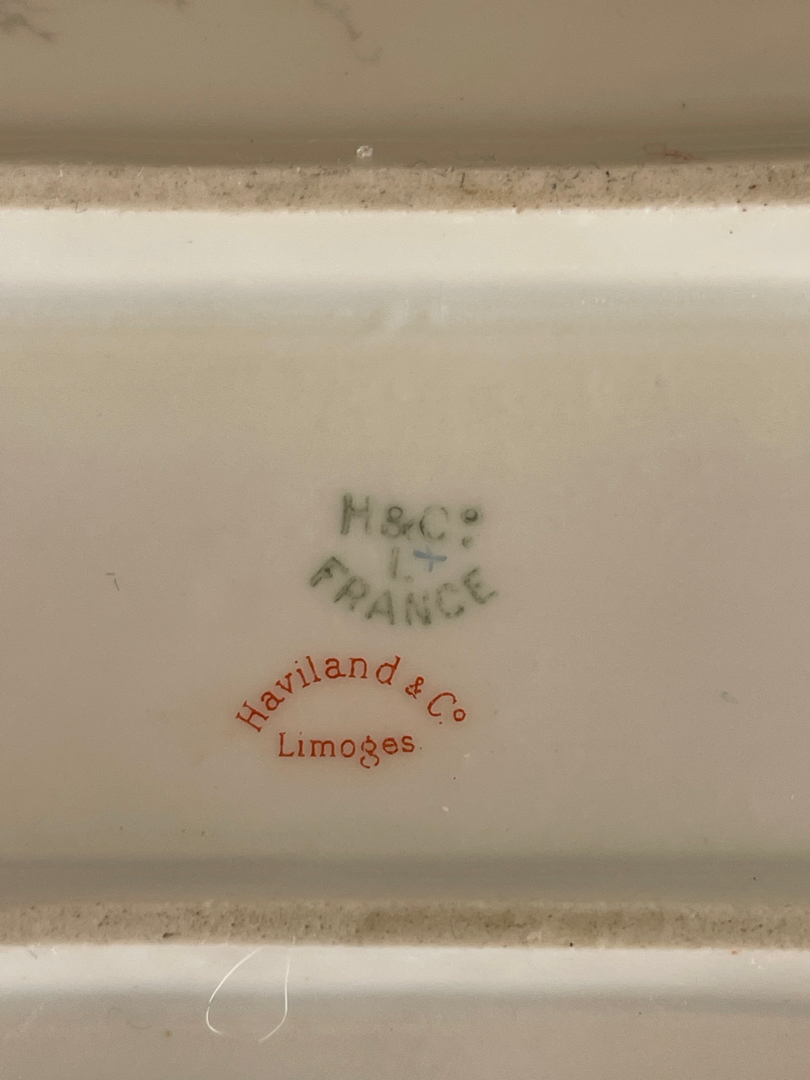 H & Cº
L
FRANCE
Haviland & Cº
Limoges.